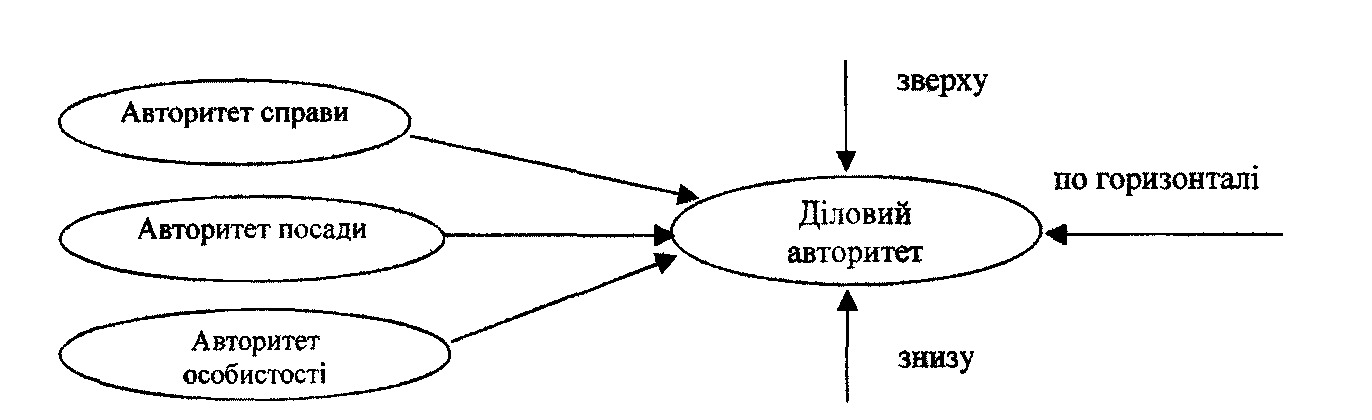 зверху
Авторитет справи
по горизонталі
Авторитет посади
Діловий
авторитет
Авторитет
особистості
знизу